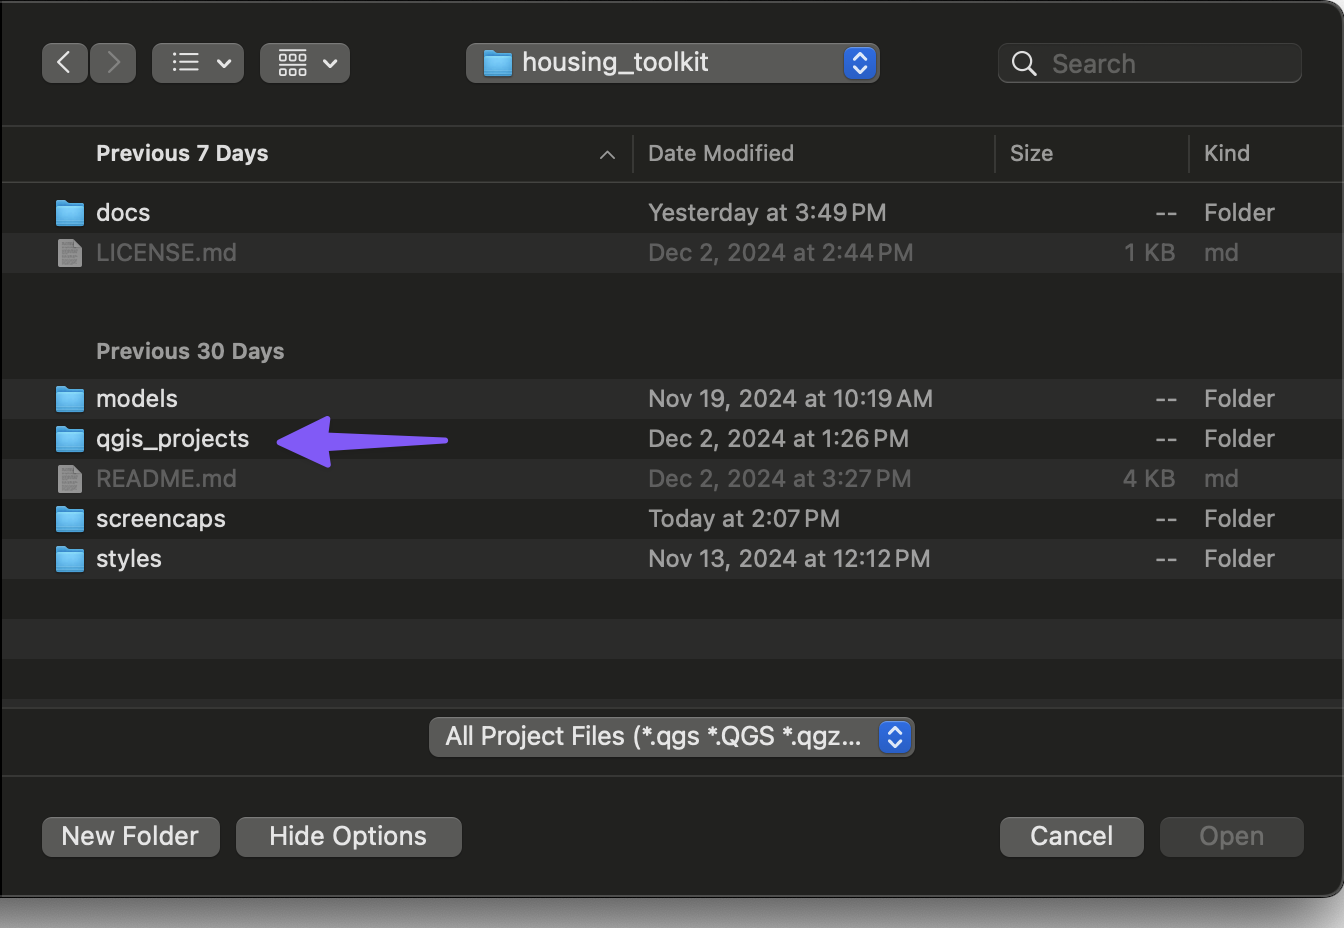 housing_toolkit
Search
Previous 7 Days Date Modified Size Kind
docs Yesterday at 3:49 PM -- Folder
LICENSE.md Dec 2, 2024 at 2:44 PM 1 KB md
Previous 30 Days
models Nov 19, 2024 at 10:19 AM -- Folder
qgis_projects Dec 2, 2024 at 1:26 PM -- Folder
README.md Dec 2, 2024 at 3:27 PM 4 KB md
screencaps Today at 2:07 PM -- Folder
styles Nov 13, 2024 at 12:12 PM -- Folder
All Project Files (*.qgs *.QGS *.qgz...
New Folder Hide Options Cancel Open